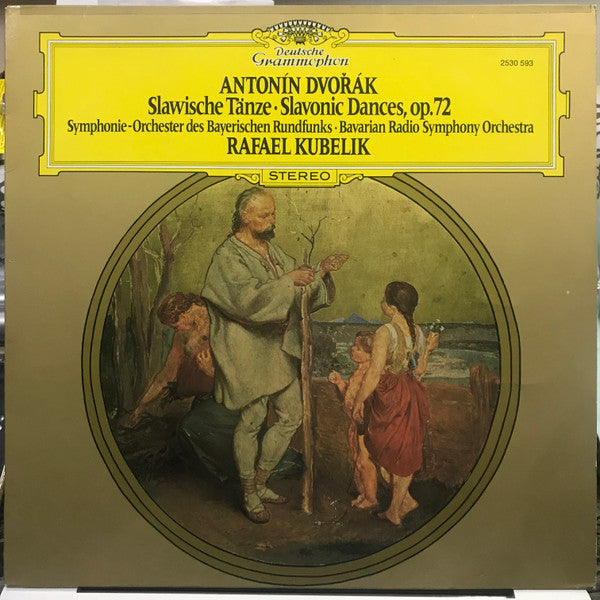 Deutsche
Grammophon
2530 593
ANTONÍN DVOŘÁK
Slawische Tänze · Slavonic Dances, op.72
Symphonie-Orchester des Bayerischen Rundfunks · Bavarian Radio Symphony Orchestra
RAFAEL KUBELIK
STEREO